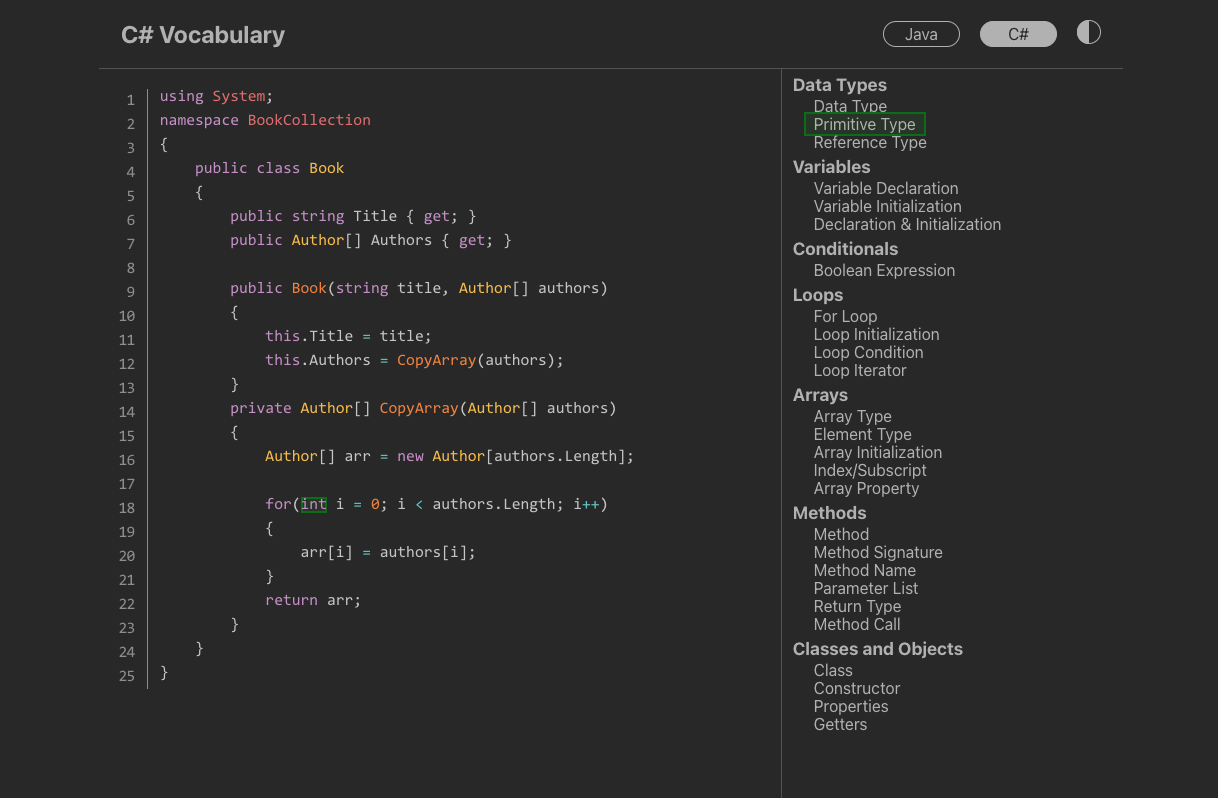 C# Vocabulary
Java
C#
1 using System;
2 namespace BookCollection
3 {
4     public class Book
5     {
6         public string Title { get; }
7         public Author[] Authors { get; }
8
9         public Book(string title, Author[] authors)
10         {
11             this.Title = title;
12             this.Authors = CopyArray(authors);
13         }
14         private Author[] CopyArray(Author[] authors)
15         {
16             Author[] arr = new Author[authors.Length];
17
18             for(int i = 0; i < authors.Length; i++)
19             {
20                 arr[i] = authors[i];
21             }
22             return arr;
23         }
24     }
25 }
Data Types
Data Type
Primitive Type
Reference Type
Variables
Variable Declaration
Variable Initialization
Declaration & Initialization
Conditionals
Boolean Expression
Loops
For Loop
Loop Initialization
Loop Condition
Loop Iterator
Arrays
Array Type
Element Type
Array Initialization
Index/Subscript
Array Property
Methods
Method
Method Signature
Method Name
Parameter List
Return Type
Method Call
Classes and Objects
Class
Constructor
Properties
Getters